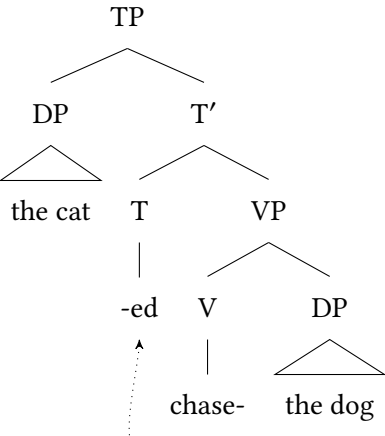 TP
DP T′
the cat T VP
-ed V DP
chase- the dog